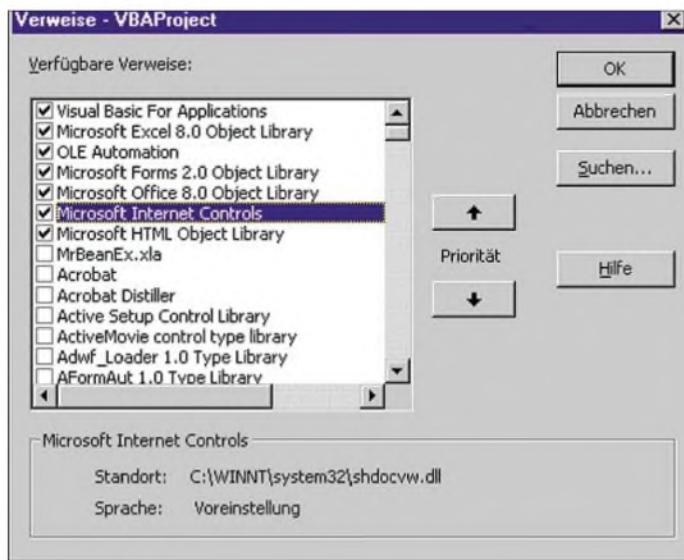 Verweise - VBAProject
Verfügbare Verweise:
Visual Basic For Applications
Microsoft Excel 8.0 Object Library
OLE Automation
Microsoft Forms 2.0 Object Library
Microsoft Office 8.0 Object Library
Microsoft Internet Controls
Microsoft HTML Object Library
MrBeanEx.xla
Acrobat
Acrobat Distiller
Active Setup Control Library
ActiveMovie control type library
Adwf_Loader 1.0 Type Library
AFormAut 1.0 Type Library
OK
Abbrechen
Suchen...
Priorität
Hilfe
Microsoft Internet Controls
Standort: C:\WINNT\system32\shdocvw.dll
Sprache: Voreinstellung